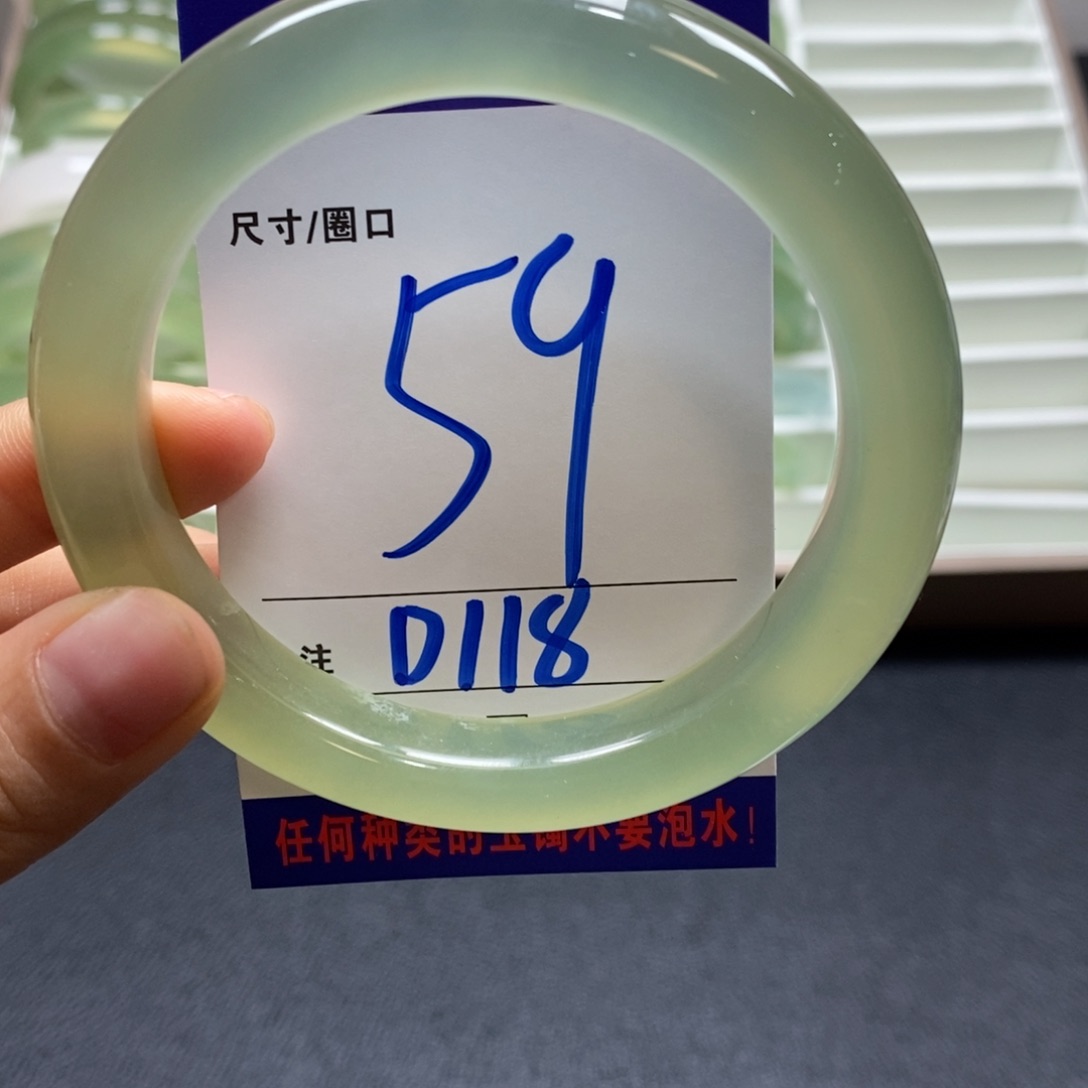 尺寸/圈口
59
注 D118
任何种类的玉镯不要泡水!